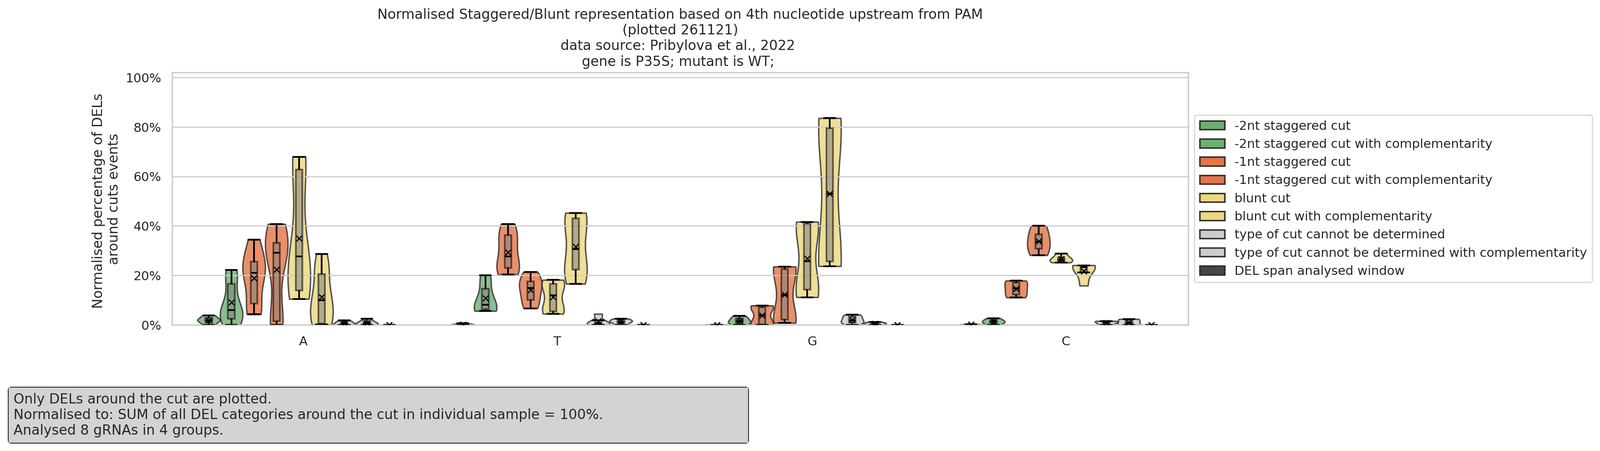 Normalised Staggered/Blunt representation based on 4th nucleotide upstream from PAM
(plotted 261121)
data source: Pribylova et al., 2022
gene is P35S; mutant is WT;
Normalised percentage of DELs
around cuts events
100%
80%
60%
40%
20%
0%
A
T
G
C
-2nt staggered cut
-2nt staggered cut with complementarity
-1nt staggered cut
-1nt staggered cut with complementarity
blunt cut
blunt cut with complementarity
type of cut cannot be determined
type of cut cannot be determined with complementarity
DEL span analysed window
Only DELs around the cut are plotted.
Normalised to: SUM of all DEL categories around the cut in individual sample = 100%.
Analysed 8 gRNAs in 4 groups.